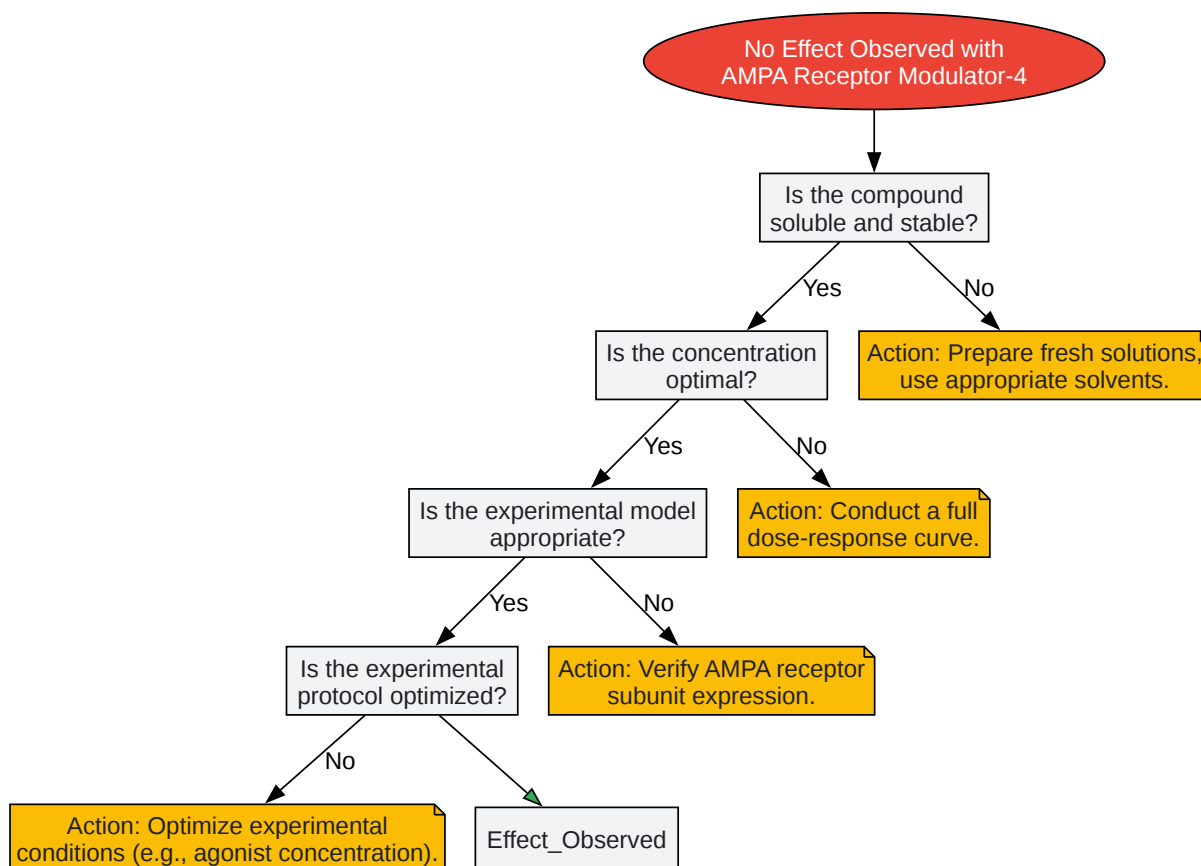 No Effect Observed with
AMPA Receptor Modulator-4
Is the compound
soluble and stable?
Yes
No
Is the concentration
optimal?
Action: Prepare fresh solutions,
use appropriate solvents.
Yes
No
Is the experimental model
appropriate?
Action: Conduct a full
dose-response curve.
Yes
No
Is the experimental
protocol optimized?
Action: Verify AMPA receptor
subunit expression.
No
Action: Optimize experimental
conditions (e.g., agonist concentration).
Effect_Observed